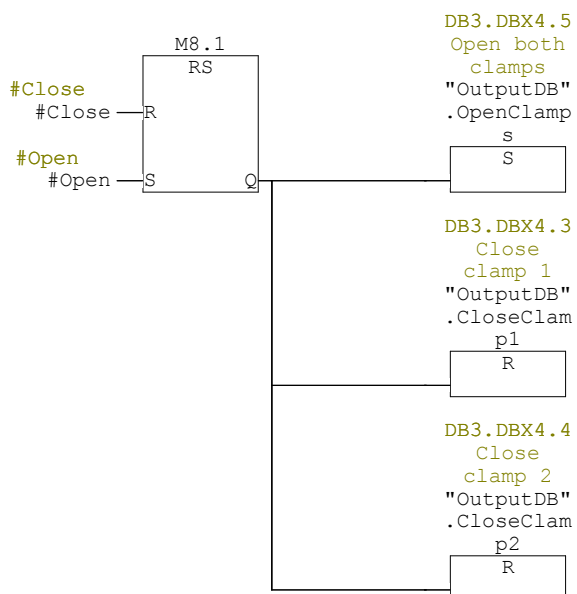 M8.1
RS
#Close
#Close
R
#Open
#Open
S
Q
DB3.DBX4.5
Open both
clamps
"OutputDB"
.OpenClamp
s
S
DB3.DBX4.3
Close
clamp 1
"OutputDB"
.CloseClam
p1
R
DB3.DBX4.4
Close
clamp 2
"OutputDB"
.CloseClam
p2
R